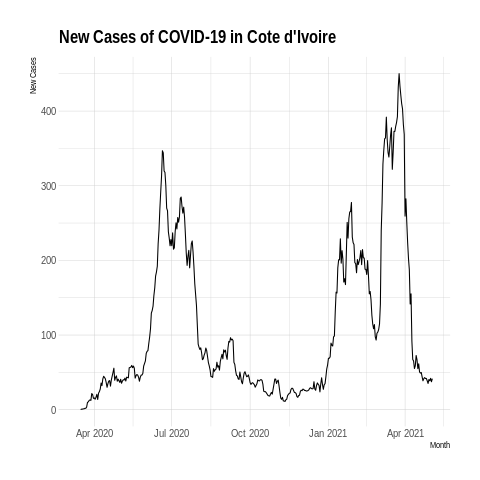 New Cases of COVID-19 in Cote d'Ivoire
New Cases
400
300
200
100
0
Apr 2020 Jul 2020 Oct 2020 Jan 2021 Apr 2021
Month